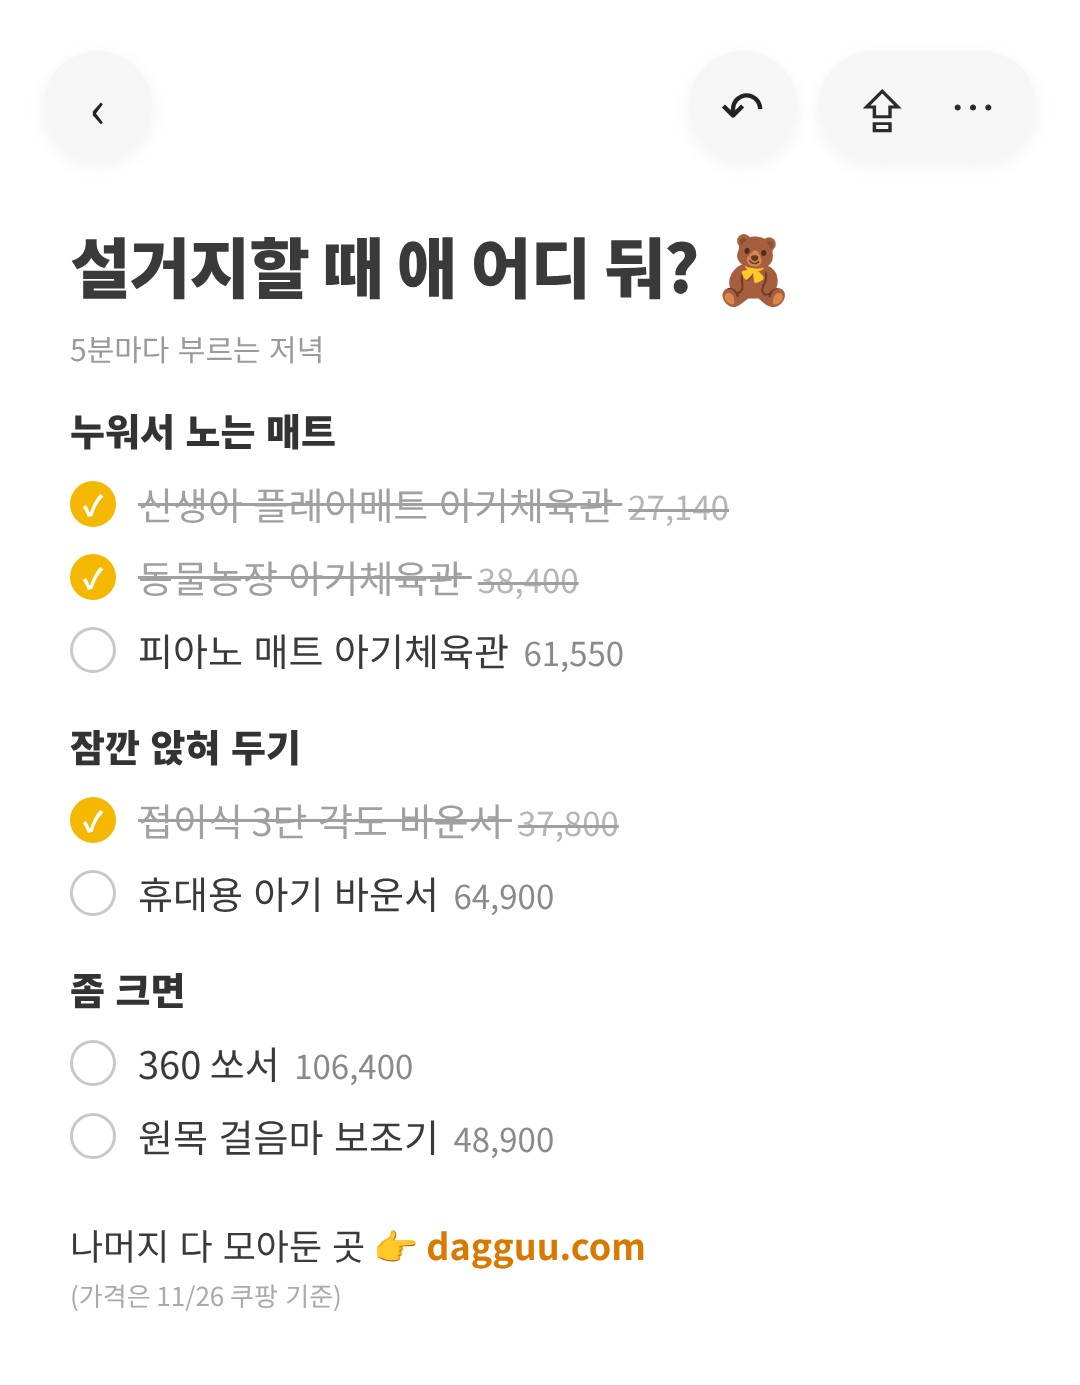 설거지할 때 애 어디 둬? 🧸
5분마다 부르는 저녁
누워서 노는 매트
신생아 플레이매트 아기체육관 27,140
동물농장 아기체육관 38,400
피아노 매트 아기체육관 61,550
잠깐 앉혀 두기
접이식 3단 각도 바운서 37,800
휴대용 아기 바운서 64,900
좀 크면
360 쏘서 106,400
원목 걸음마 보조기 48,900
나머지 다 모아둔 곳 👉 dagguu.com
(가격은 11/26 쿠팡 기준)